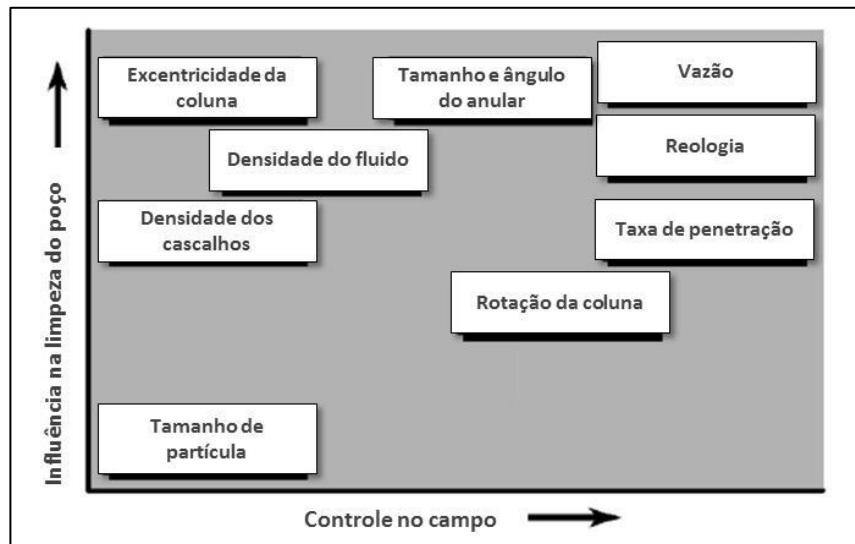 Influência na limpeza do poço
Excentricidade da
coluna
Tamanho e ângulo
do anular
Vazão
Densidade do fluido
Reologia
Densidade dos
cascalhos
Taxa de penetração
Rotação da coluna
Tamanho de
partícula
Controle no campo